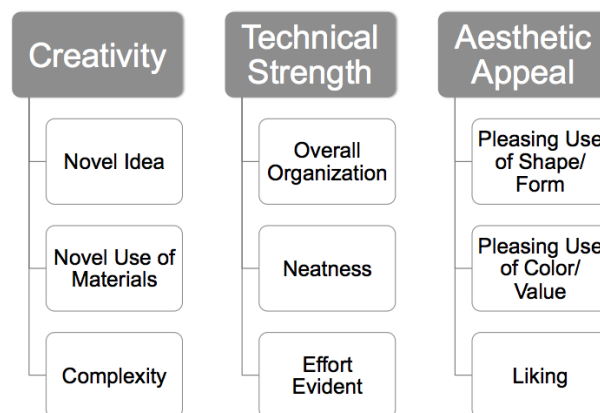 Creativity
Novel Idea
Novel Use of
Materials
Complexity
Technical
Strength
Overall
Organization
Neatness
Effort
Evident
Aesthetic
Appeal
Pleasing Use
of Shape/
Form
Pleasing Use
of Color/
Value
Liking